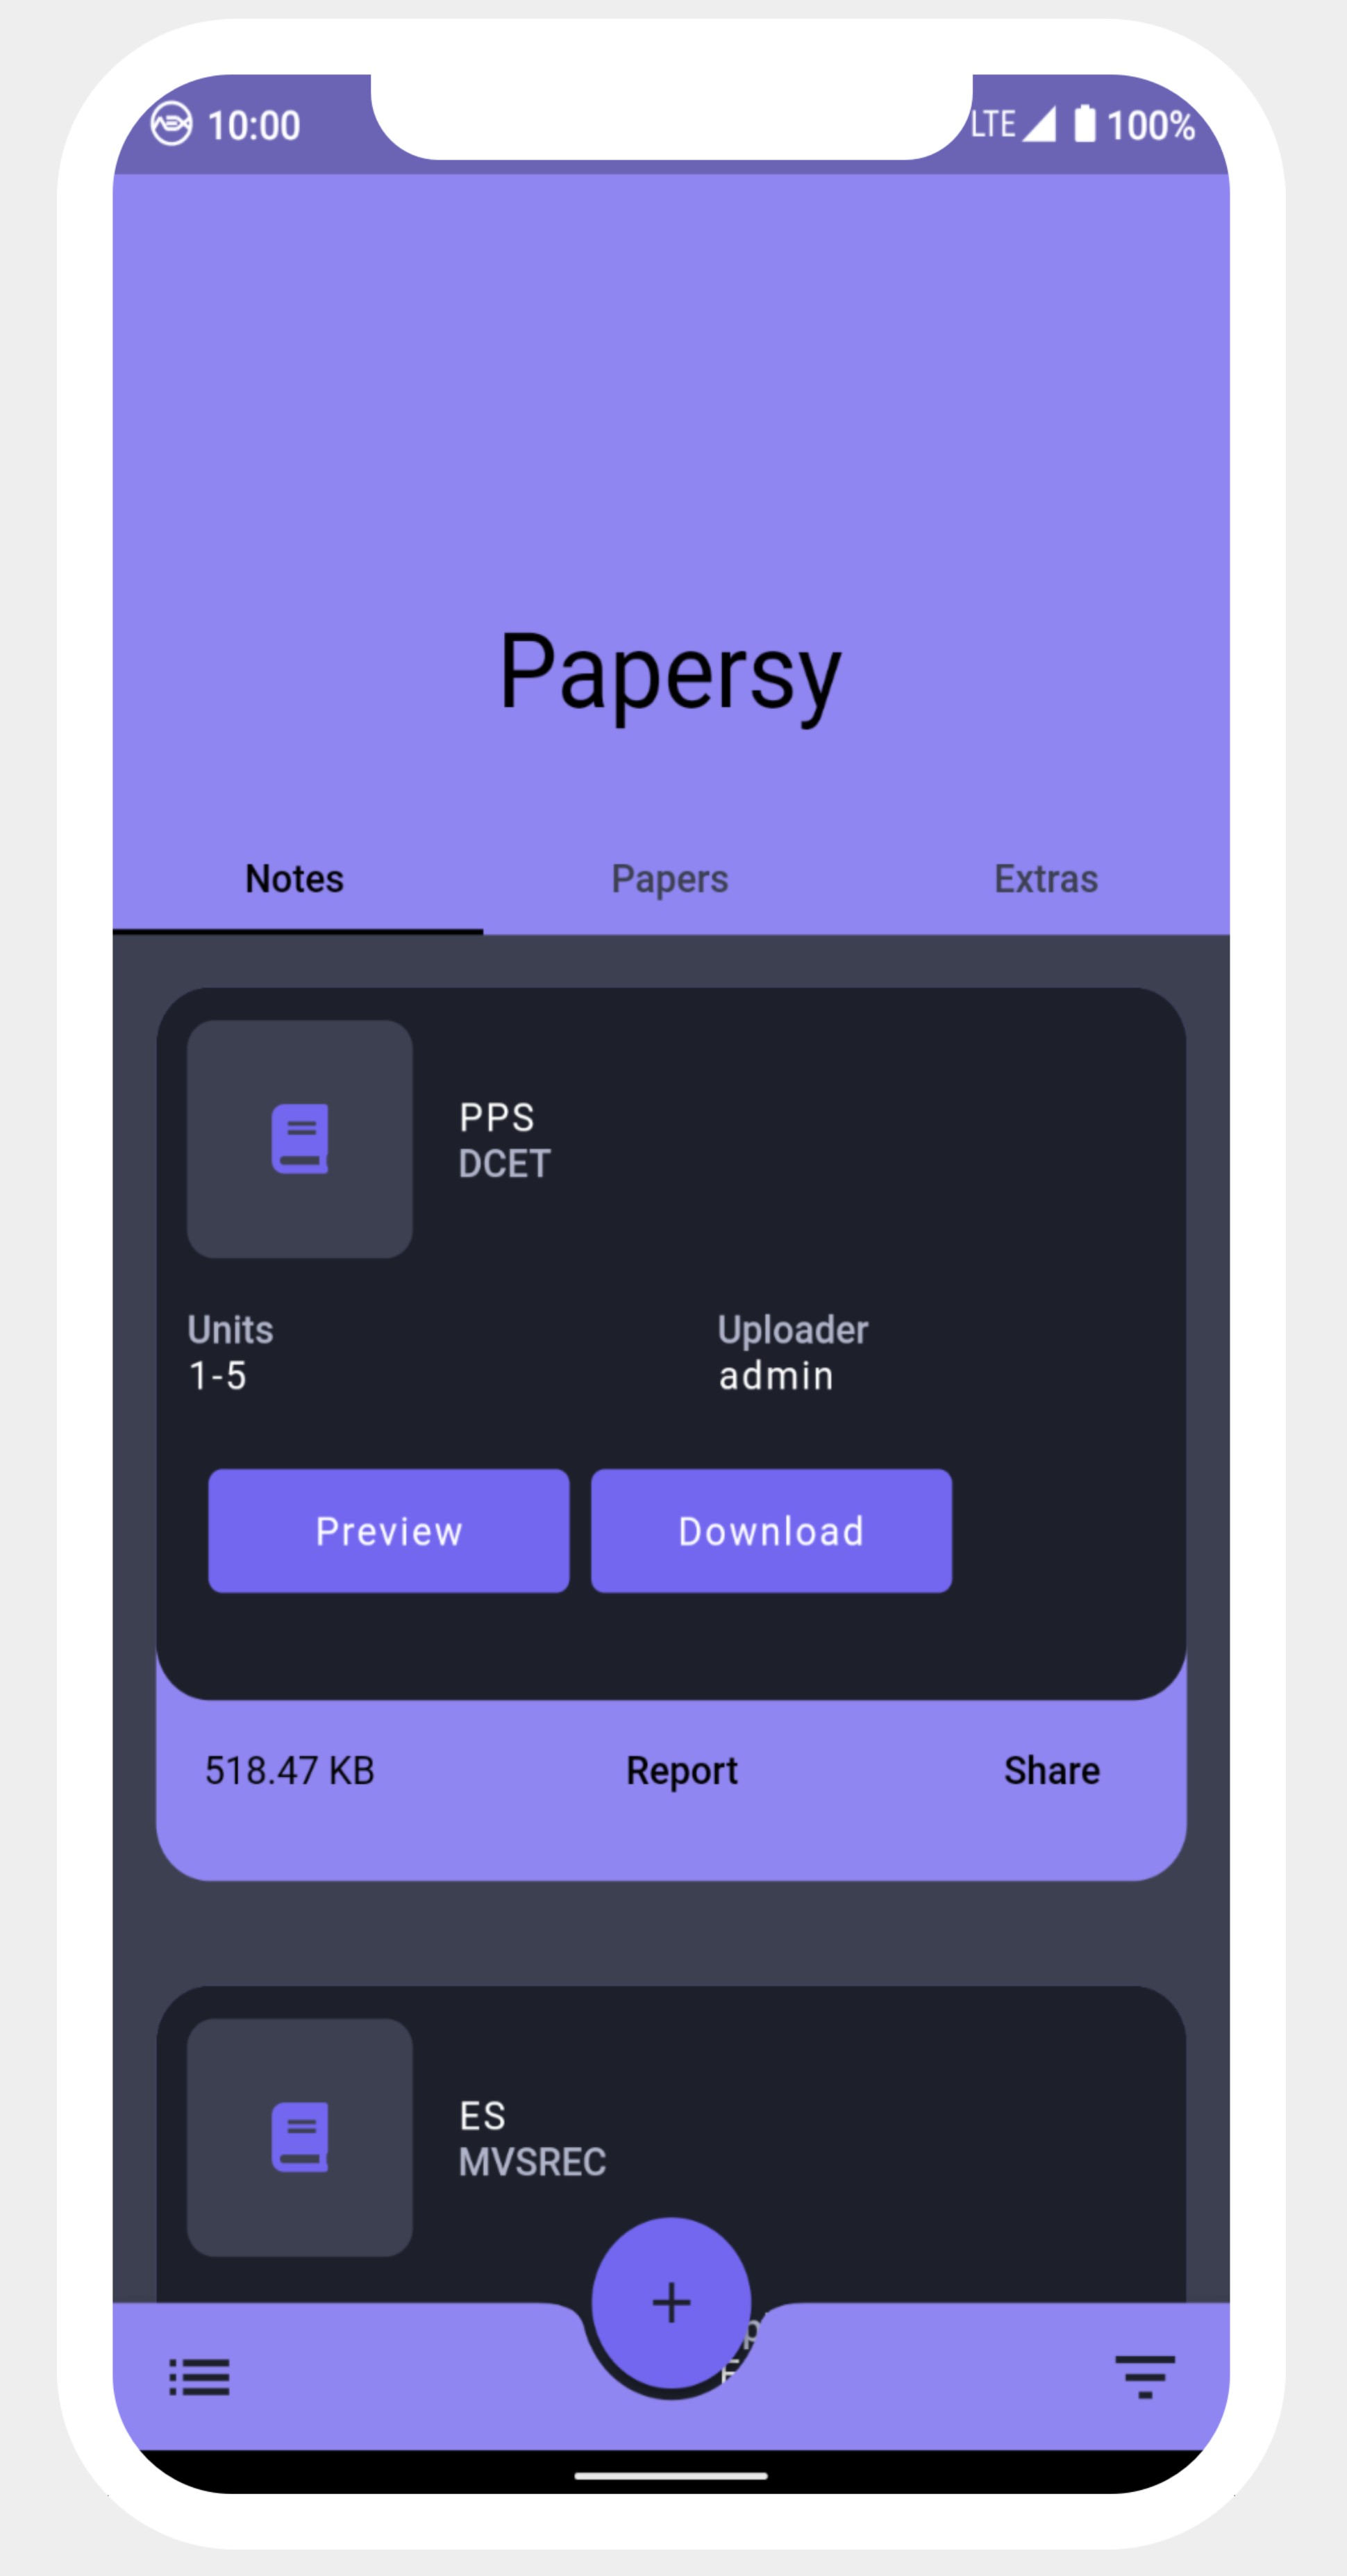 10:00 LTE 100%
Papersy
Notes Papers Extras
PPS
DCET
Units Uploader
1-5 admin
Preview Download
518.47 KB Report Share
ES
MVSREC